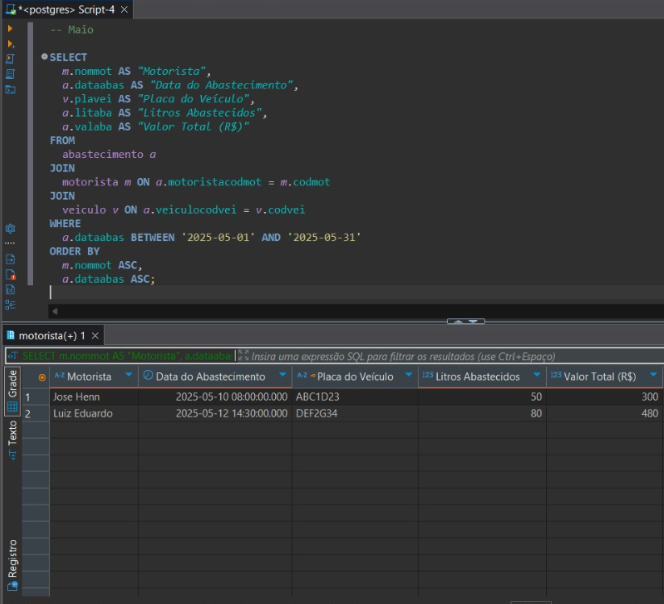 *<postgres> Script-4
-- Maio
SELECT
m.nommot AS "Motorista",
a.dataabas AS "Data do Abastecimento",
v.plavei AS "Placa do Veículo",
a.litaba AS "Litros Abastecidos",
a.valaba AS "Valor Total (R$)"
FROM
abastecimento a
JOIN
motorista m ON a.motoristacodmot = m.codmot
JOIN
veiculo v ON a.veiculocodvei = v.codvei
WHERE
a.dataabas BETWEEN '2025-05-01' AND '2025-05-31'
ORDER BY
m.nommot ASC,
a.dataabas ASC;
motorista(+) 1
SELECT m.nommot AS "Motorista", a.dataaba Insira uma expressão SQL para filtrar os resultados (use Ctrl+Espaço)
Grade
Texto
Registro
A-Z Motorista Data do Abastecimento A-Z Placa do Veículo 123 Litros Abastecidos 123 Valor Total (R$)
1 Jose Henn 2025-05-10 08:00:00.000 ABC1D23 50 300
2 Luiz Eduardo 2025-05-12 14:30:00.000 DEF2G34 80 480